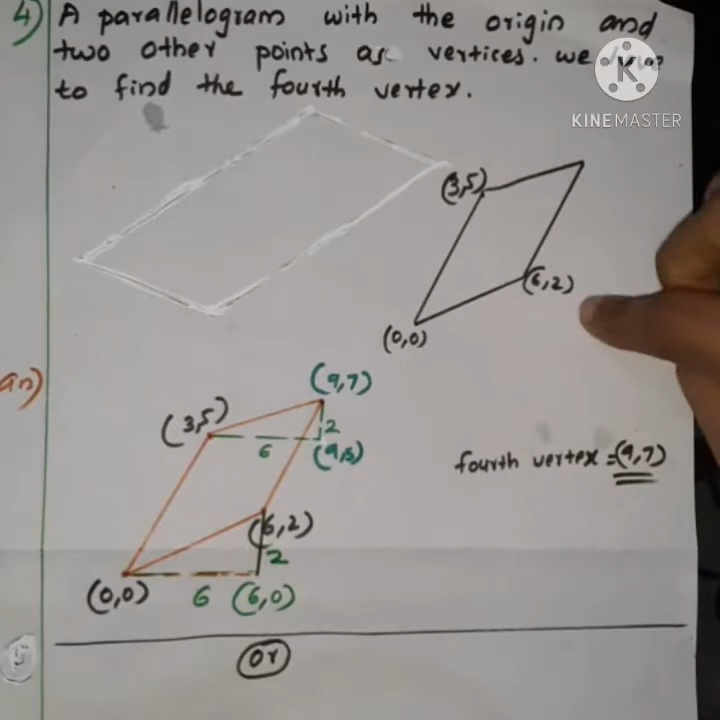 4) A parallelogram with the origin and
two other points as vertices. we
to find the fourth vertex.
KINEMASTER
(3,5)
(6,2)
(0,0)
an)
(9,7)
(3,5)
2
6
(9,5)
fourth vertex = (9,7)
(6,2)
2
(0,0) 6 (6,0)
5
Or